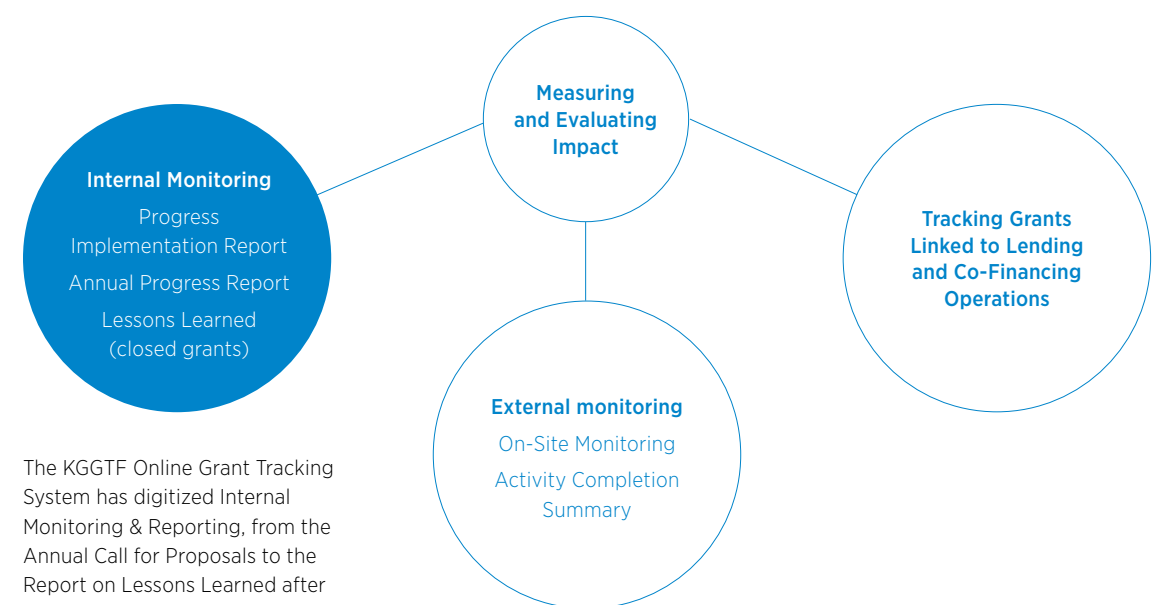 Measuring
and Evaluating
Impact
Internal Monitoring
Progress
Implementation Report
Annual Progress Report
Lessons Learned
(closed grants)
Tracking Grants
Linked to Lending
and Co-Financing
Operations
External monitoring
On-Site Monitoring
Activity Completion
Summary
The KGGTF Online Grant Tracking
System has digitized Internal
Monitoring & Reporting, from the
Annual Call for Proposals to the
Report on Lessons Learned after